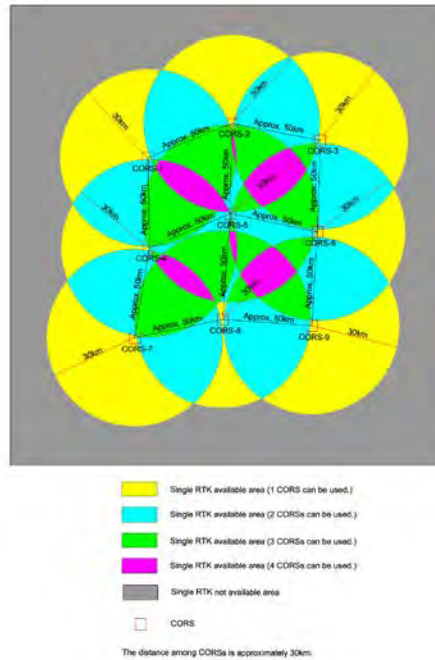 30km
30km
30km
CORS-2
Approx. 50km
Approx. 50km
CORS-3
CORS-1
Approx. 50km
30km
30km
Approx. 50km
Approx. 50km
30km
Approx. 50km
Approx. 50km
CORS-5
CORS-6
CORS-4
Approx. 50km
Approx. 50km
Approx. 50km
30km
Approx. 50km
Approx. 50km
CORS-7
CORS-8
CORS-9
30km
30km
Single RTK available area (1 CORS can be used.)
Single RTK available area (2 CORSs can be used.)
Single RTK available area (3 CORSs can be used.)
Single RTK available area (4 CORSs can be used.)
Single RTK not available area
CORS
The distance among CORSs is approximately 30km.